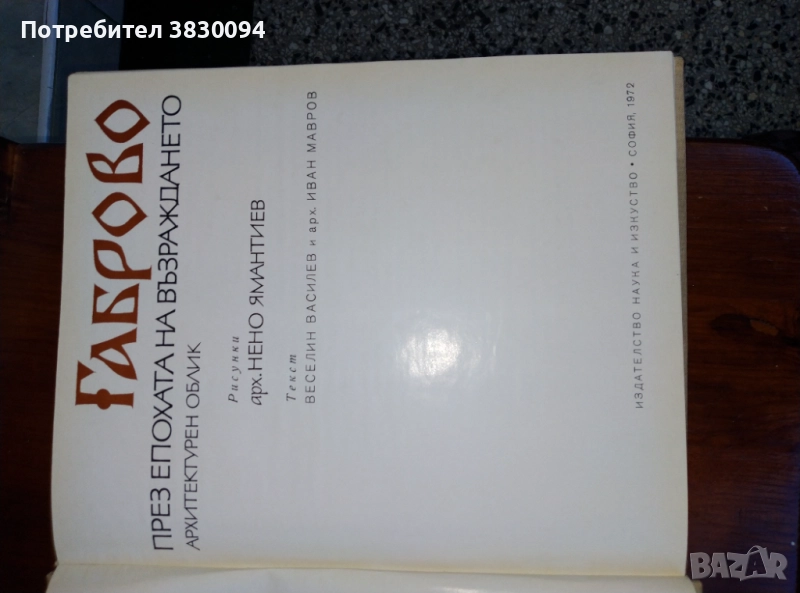 Потребител 3830094
ГАБРОВО
ПРЕЗ ЕПОХАТА НА ВЪЗРАЖДАНЕТО
АРХИТЕКТУРЕН ОБЛИК
Рисунки
арх. НЕНО ЯМАНТИЕВ
Текст
ВЕСЕЛИН ВАСИЛЕВ и арх. ИВАН МАВРОВ
ИЗДАТЕЛСТВО НАУКА И ИЗКУСТВО • СОФИЯ, 1972
BAZAR